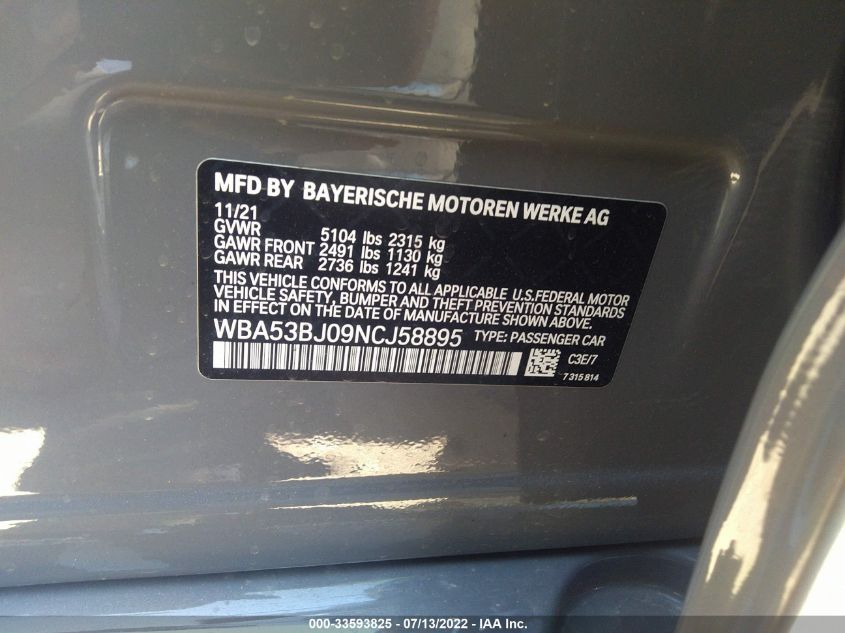 MFD BY BAYERISCHE MOTOREN WERKE AG
11/21
GVWR 5104 lbs 2315 kg
GAWR FRONT 2491 lbs 1130 kg
GAWR REAR 2736 lbs 1241 kg
THIS VEHICLE CONFORMS TO ALL APPLICABLE U.S.FEDERAL MOTOR
VEHICLE SAFETY, BUMPER AND THEFT PREVENTION STANDARDS
IN EFFECT ON THE DATE OF MANUFACTURE SHOWN ABOVE.
WBA53BJ09NCJ58895 TYPE: PASSENGER CAR
C3E/7
7315814
000-33593825 - 07/13/2022 - IAA Inc.